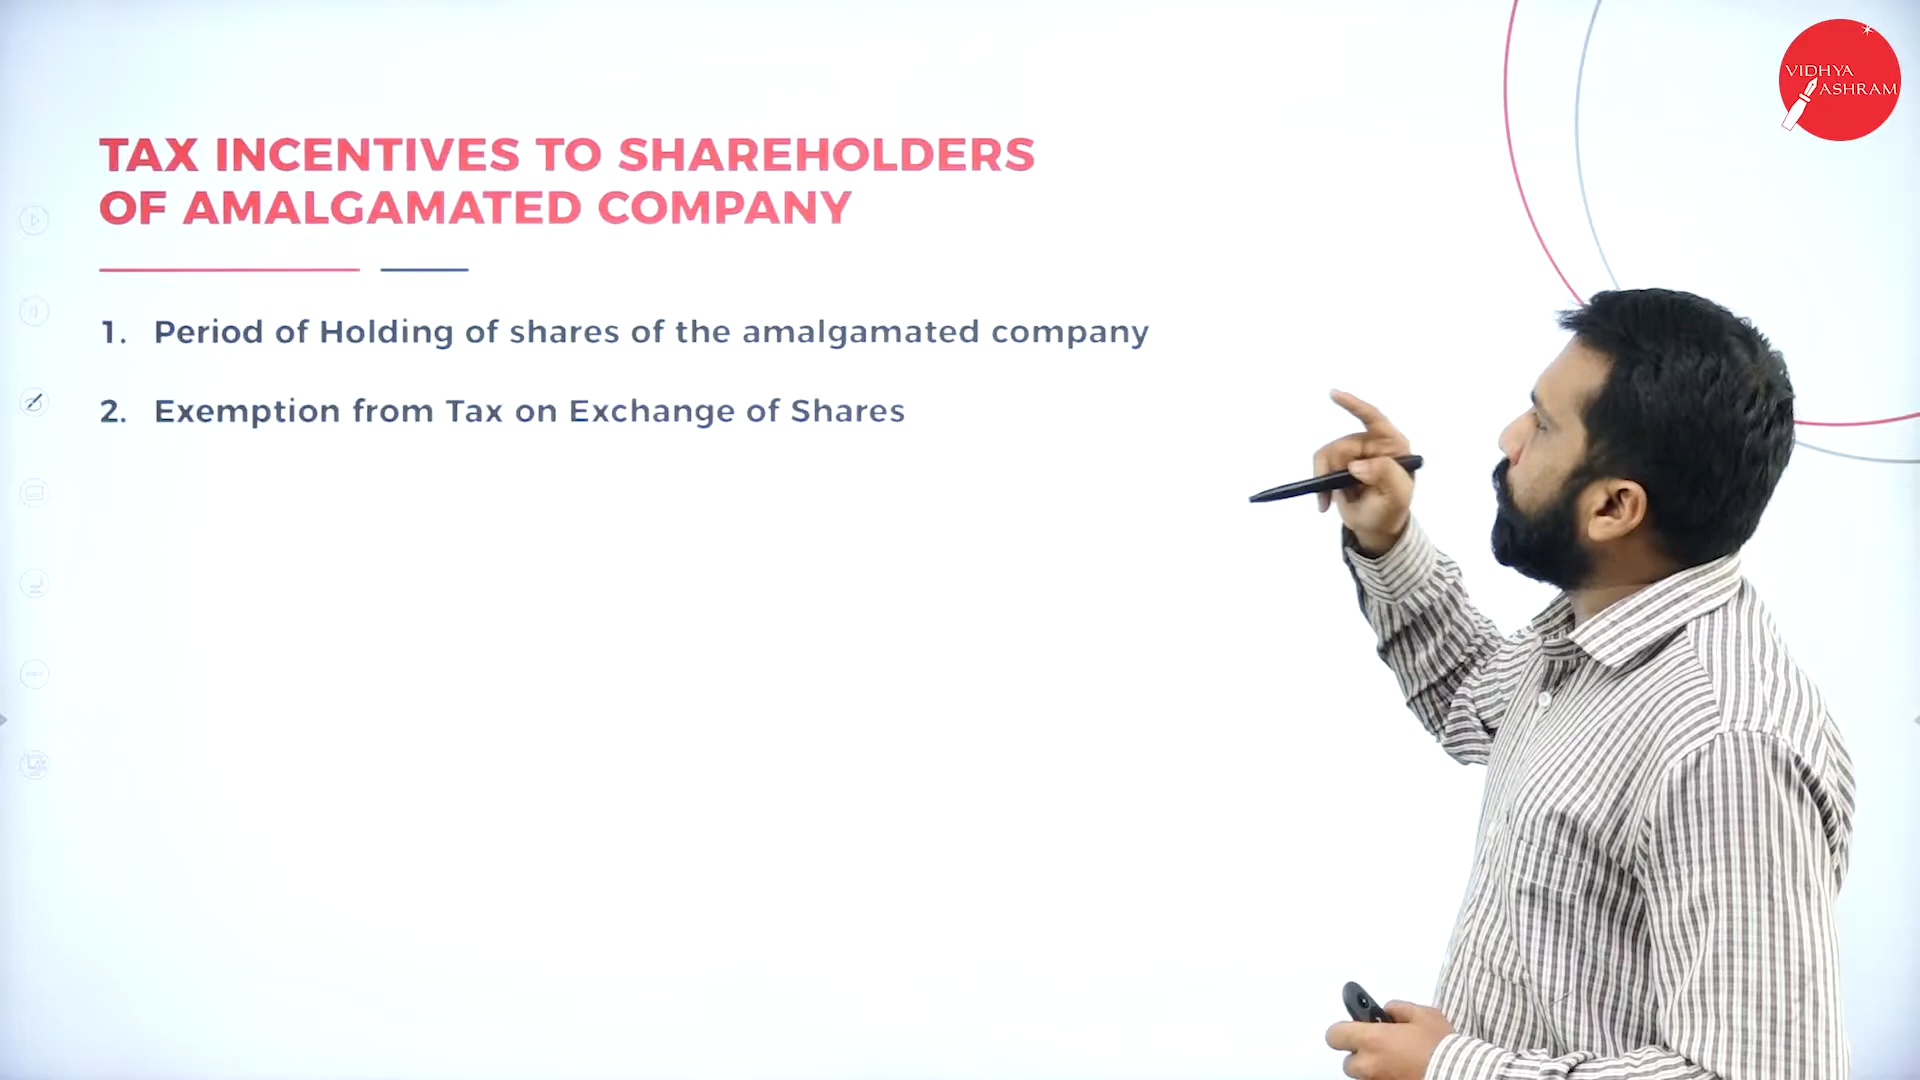 VIDHYA
ASHRAM
TAX INCENTIVES TO SHAREHOLDERS
OF AMALGAMATED COMPANY
1. Period of Holding of shares of the amalgamated company
2. Exemption from Tax on Exchange of Shares